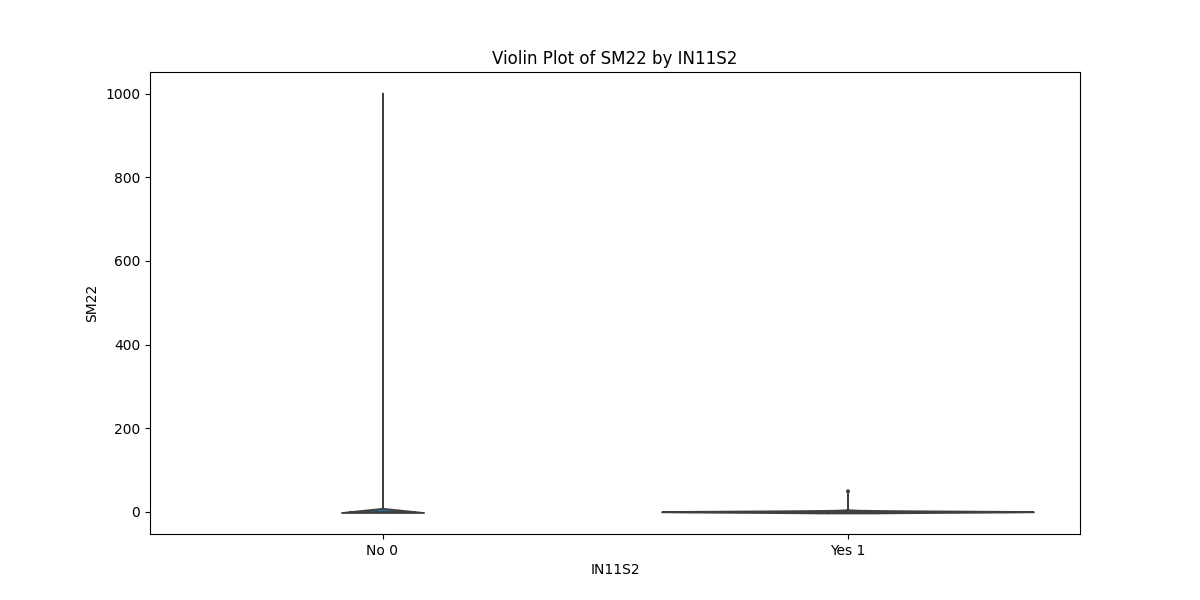 Violin Plot of SM22 by IN11S2
1000
800
600
400
200
0
SM22
No 0
Yes 1
IN11S2